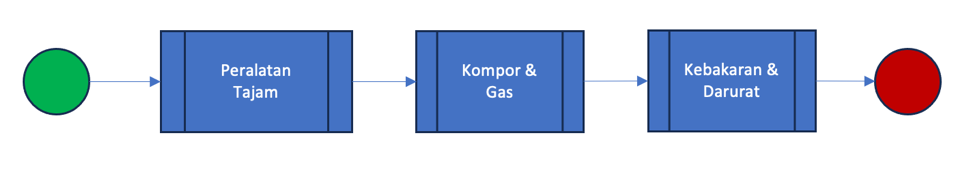 Peralatan
Tajam
Kompor &
Gas
Kebakaran &
Darurat